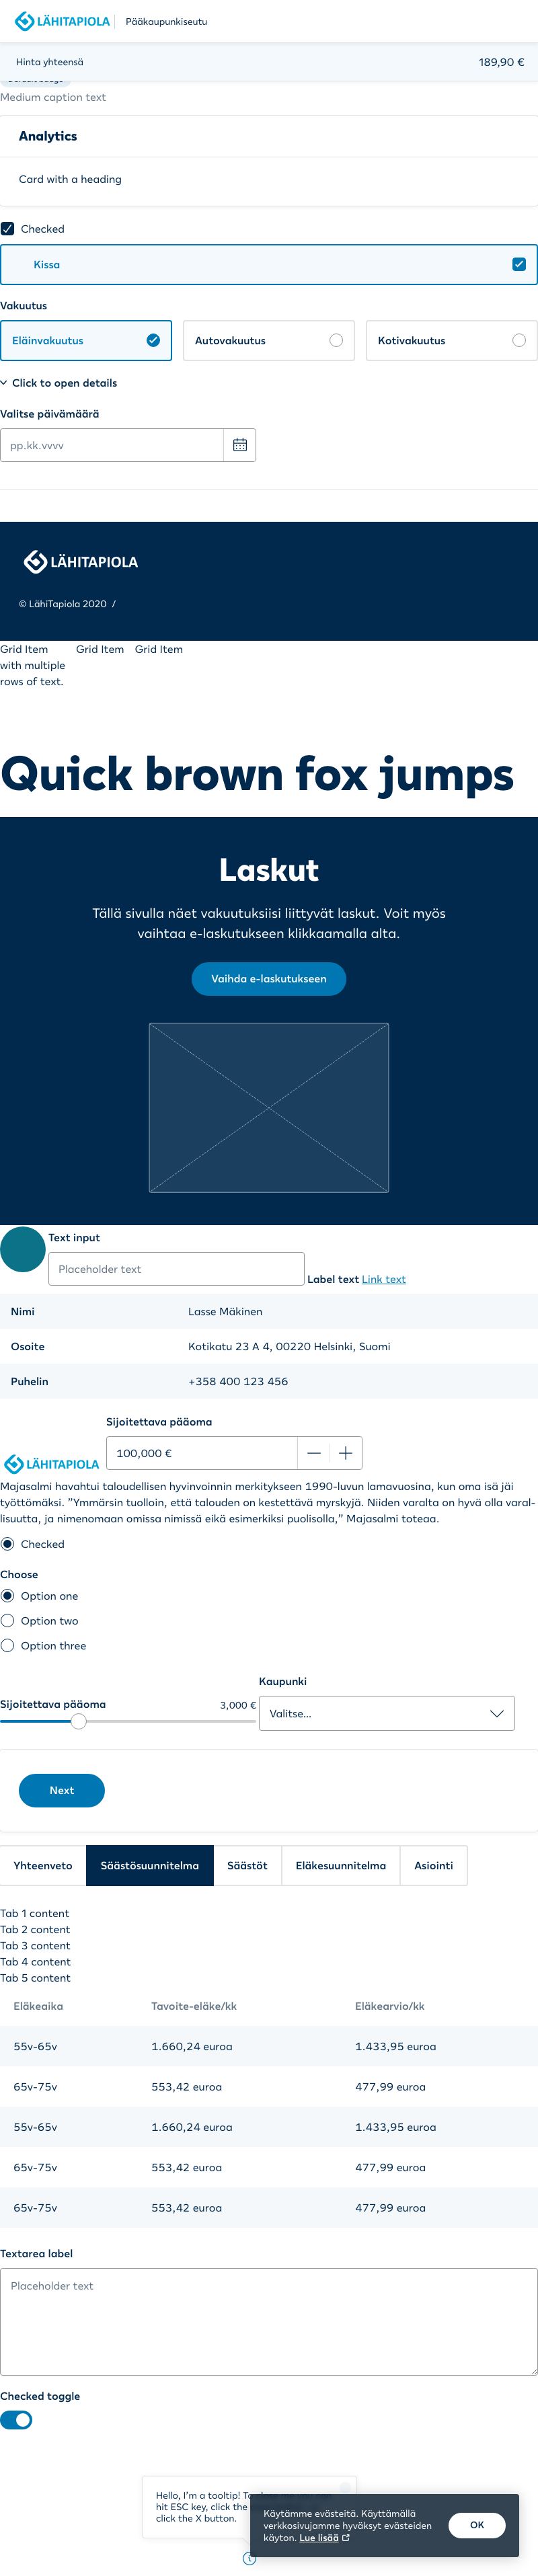 LÄHITAPIOLA Pääkaupunkiseutu
Hinta yhteensä 189,90 €
Medium caption text
Analytics
Card with a heading
Checked
Kissa
Vakuutus
Eläinvakuutus Autovakuutus Kotivakuutus
Click to open details
Valitse päivämäärä
pp.kk.vvvv
LÄHITAPIOLA
© LähiTapiola 2020 /
Grid Item Grid Item Grid Item
with multiple
rows of text.
Quick brown fox jumps
Laskut
Tällä sivulla näet vakuutuksiisi liittyvät laskut. Voit myös
vaihtaa e-laskutukseen klikkaamalla alta.
Vaihda e-laskutukseen
Text input
Placeholder text
Label text Link text
Nimi Lasse Mäkinen
Osoite Kotikatu 23 A 4, 00220 Helsinki, Suomi
Puhelin +358 400 123 456
Sijoitettava pääoma
100,000 €
LÄHITAPIOLA
Majasalmi havahtui taloudellisen hyvinvoinnin merkitykseen 1990-luvun lamavuosina, kun oma isä jäi
työttömäksi. ”Ymmärsin tuolloin, että talouden on kestettävä myrskyjä. Niiden varalta on hyvä olla varal-
lisuutta, ja nimenomaan omissa nimissä eikä esimerkiksi puolisolla,” Majasalmi toteaa.
Checked
Choose
Option one
Option two
Option three
Kaupunki
Sijoitettava pääoma 3,000 €
Valitse...
Next
Yhteenveto Säästösuunnitelma Säästöt Eläkesuunnitelma Asiointi
Tab 1 content
Tab 2 content
Tab 3 content
Tab 4 content
Tab 5 content
Eläkeaika Tavoite-eläke/kk Eläkearvio/kk
55v-65v 1.660,24 euroa 1.433,95 euroa
65v-75v 553,42 euroa 477,99 euroa
55v-65v 1.660,24 euroa 1.433,95 euroa
65v-75v 553,42 euroa 477,99 euroa
65v-75v 553,42 euroa 477,99 euroa
Textarea label
Placeholder text
Checked toggle
Hello, I'm a tooltip!
hit ESC key, click the
click the X button.
Käytämme evästeitä. Käyttämällä
verkkosivujamme hyväksyt evästeiden
käyton. Lue lisää
OK